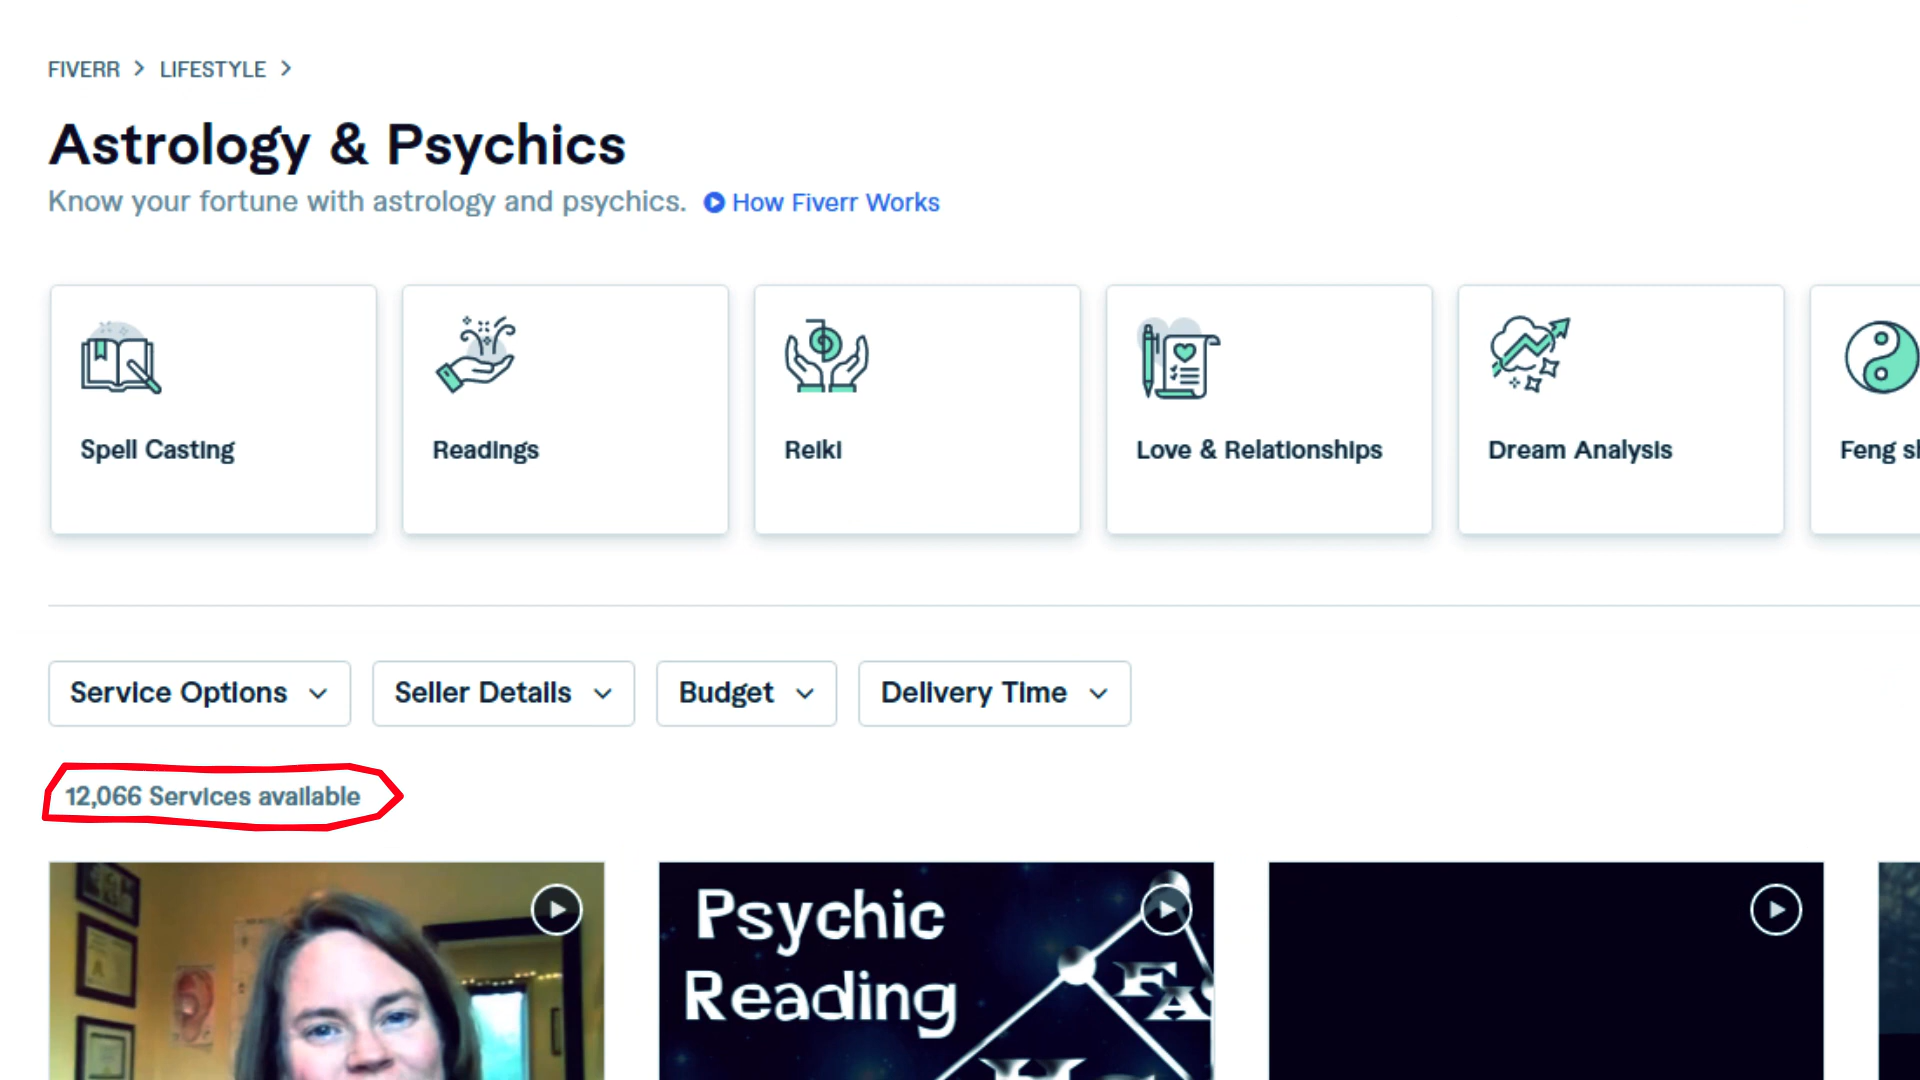 FIVERR > LIFESTYLE >
Astrology & Psychics
Know your fortune with astrology and psychics. How Fiverr Works
Spell Casting
Readings
Reiki
Love & Relationships
Dream Analysis
Feng
Service Options
Seller Details
Budget
Delivery Time
12,066 Services available
Psychic
Reading